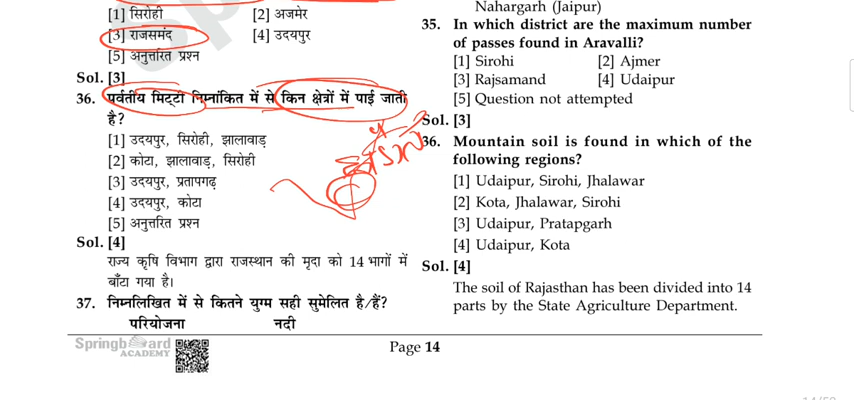 [1] सिरोही [2] अजमेर
[3] राजसमंद [4] उदयपुर
[5] अनुत्तरित प्रश्न
Sol. [3]
36. पर्वतीय मिट्टी निम्नांकित में से किन क्षेत्रों में पाई जाती
है?
[1] उदयपुर, सिरोही, झालावाड़
[2] कोटा, झालावाड़, सिरोही
[3] उदयपुर, प्रतापगढ़
[4] उदयपुर, कोटा
[5] अनुत्तरित प्रश्न
Sol. [4]
राज्य कृषि विभाग द्वारा राजस्थान की मृदा को 14 भागों में
बाँटा गया है।
37. निम्नलिखित में से कितने युग्म सही सुमेलित है/हैं?
परियोजना नदी
Nahargarh (Jaipur)
35. In which district are the maximum number
of passes found in Aravalli?
[1] Sirohi [2] Ajmer
[3] Rajsamand [4] Udaipur
[5] Question not attempted
Sol. [3]
36. Mountain soil is found in which of the
following regions?
[1] Udaipur, Sirohi, Jhalawar
[2] Kota, Jhalawar, Sirohi
[3] Udaipur, Pratapgarh
[4] Udaipur, Kota
Sol. [4]
The soil of Rajasthan has been divided into 14
parts by the State Agriculture Department.
Springboard
ACADEMY
Page 14